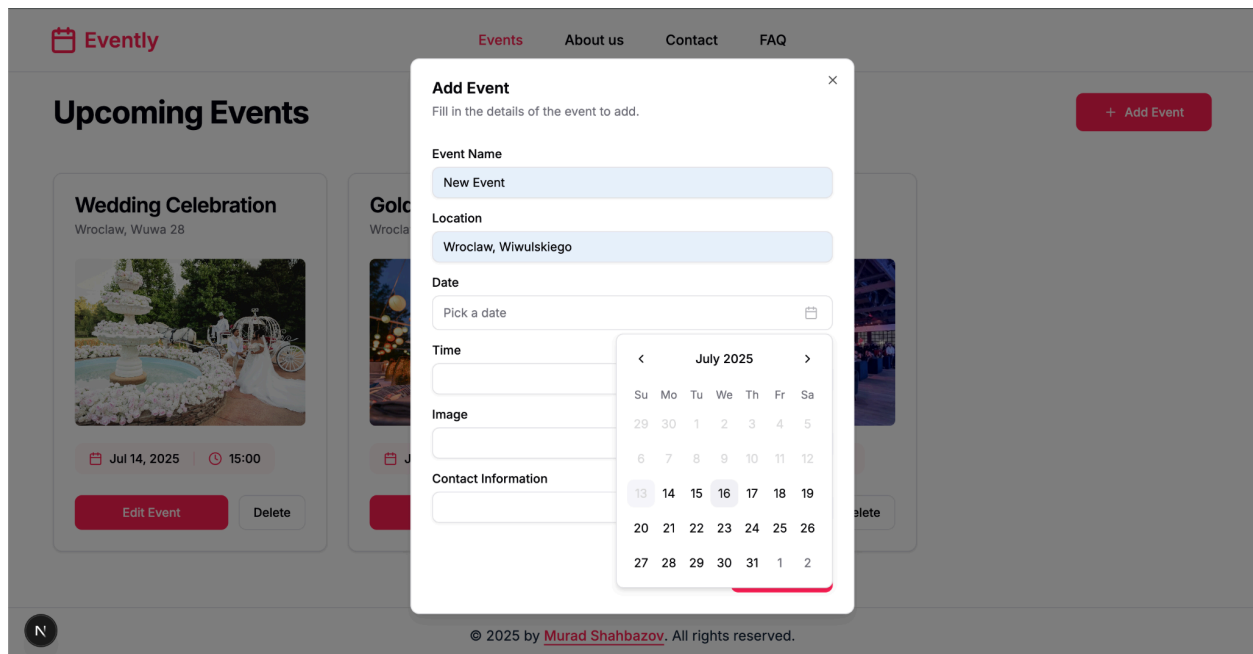 Evently
Events About us Contact FAQ
Upcoming Events
+ Add Event
Wedding Celebration
Wroclaw, Wuwa 28
Jul 14, 2025 15:00
Edit Event Delete
Add Event
Fill in the details of the event to add.
Event Name
New Event
Location
Wroclaw, Wiwulskiego
Date
Pick a date
Time
Image
Contact Information
July 2025
Su Mo Tu We Th Fr Sa
29 30 1 2 3 4 5
6 7 8 9 10 11 12
13 14 15 16 17 18 19
20 21 22 23 24 25 26
27 28 29 30 31 1 2
N
© 2025 by Murad Shahbazov. All rights reserved.